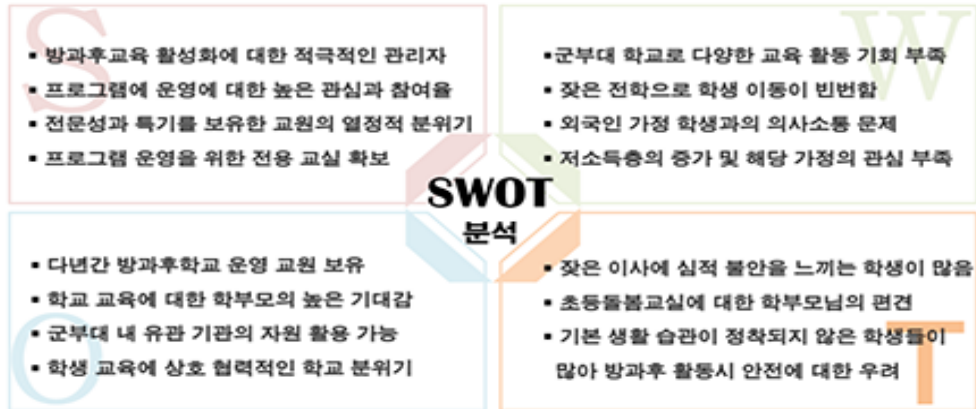 S
▪ 방과후교육 활성화에 대한 적극적인 관리자
▪ 프로그램에 운영에 대한 높은 관심과 참여율
▪ 전문성과 특기를 보유한 교원의 열정적 분위기
▪ 프로그램 운영을 위한 전용 교실 확보
W
▪군부대 학교로 다양한 교육 활동 기회 부족
▪ 잦은 전학으로 학생 이동이 빈번함
▪ 외국인 가정 학생과의 의사소통 문제
▪ 저소득층의 증가 및 해당 가정의 관심 부족
SWOT
분석
O
▪ 다년간 방과후학교 운영 교원 보유
▪ 학교 교육에 대한 학부모의 높은 기대감
▪ 군부대 내 유관 기관의 자원 활용 가능
▪ 학생 교육에 상호 협력적인 학교 분위기
T
▪ 잦은 이사에 심적 불안을 느끼는 학생이 많음
▪ 초등돌봄교실에 대한 학부모님의 편견
▪ 기본 생활 습관이 정착되지 않은 학생들이
많아 방과후 활동시 안전에 대한 우려